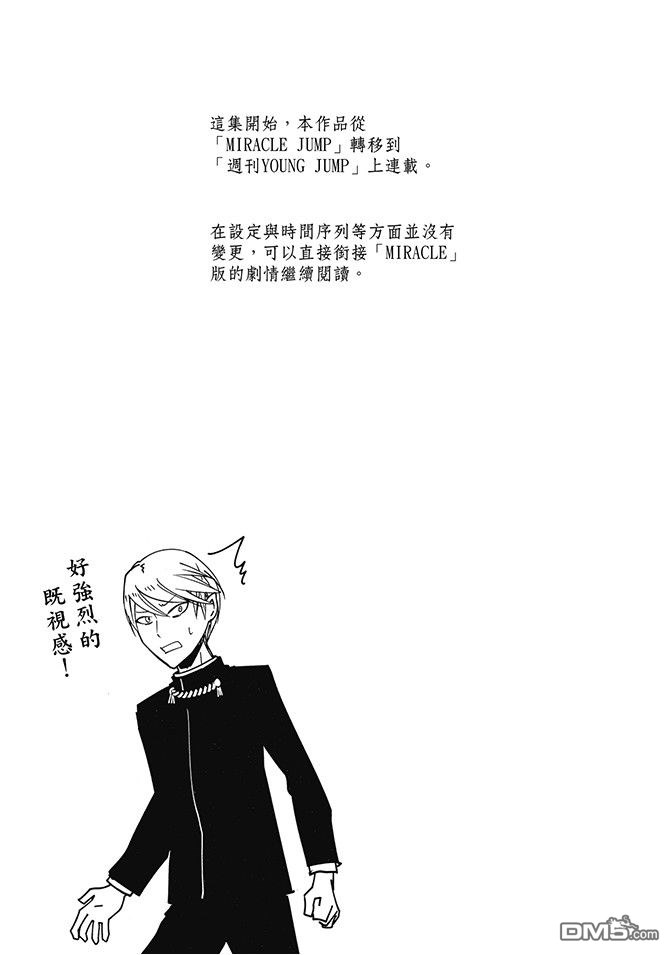 這集開始，本作品從
「MIRACLE JUMP」轉移到
「週刊YOUNG JUMP」上連載。
在設定與時間序列等方面並沒有
變更，可以直接銜接「MIRACLE」
版的劇情繼續閱讀。
好強烈的
既視感！
DM5.com